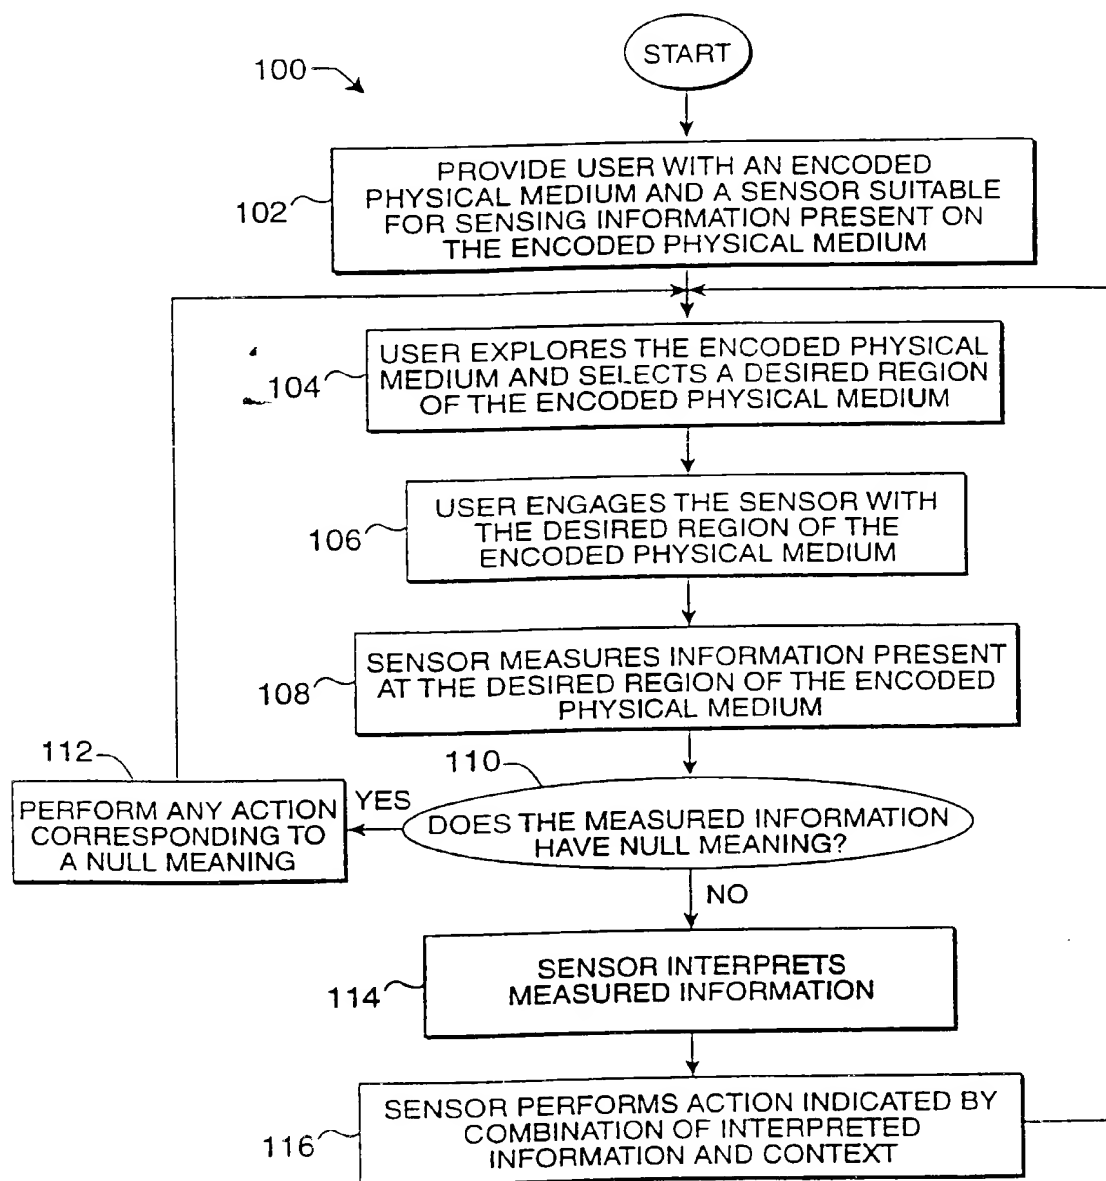 START
100
PROVIDE USER WITH AN ENCODED
PHYSICAL MEDIUM AND A SENSOR SUITABLE
FOR SENSING INFORMATION PRESENT ON
THE ENCODED PHYSICAL MEDIUM
102
USER EXPLORES THE ENCODED PHYSICAL
MEDIUM AND SELECTS A DESIRED REGION
OF THE ENCODED PHYSICAL MEDIUM
104
USER ENGAGES THE SENSOR WITH
THE DESIRED REGION OF THE
ENCODED PHYSICAL MEDIUM
106
SENSOR MEASURES INFORMATION PRESENT
AT THE DESIRED REGION OF THE ENCODED
PHYSICAL MEDIUM
108
112
PERFORM ANY ACTION
CORRESPONDING TO
A NULL MEANING
YES
110
DOES THE MEASURED INFORMATION
HAVE NULL MEANING?
NO
SENSOR INTERPRETS
MEASURED INFORMATION
114
SENSOR PERFORMS ACTION INDICATED BY
COMBINATION OF INTERPRETED
INFORMATION AND CONTEXT
116